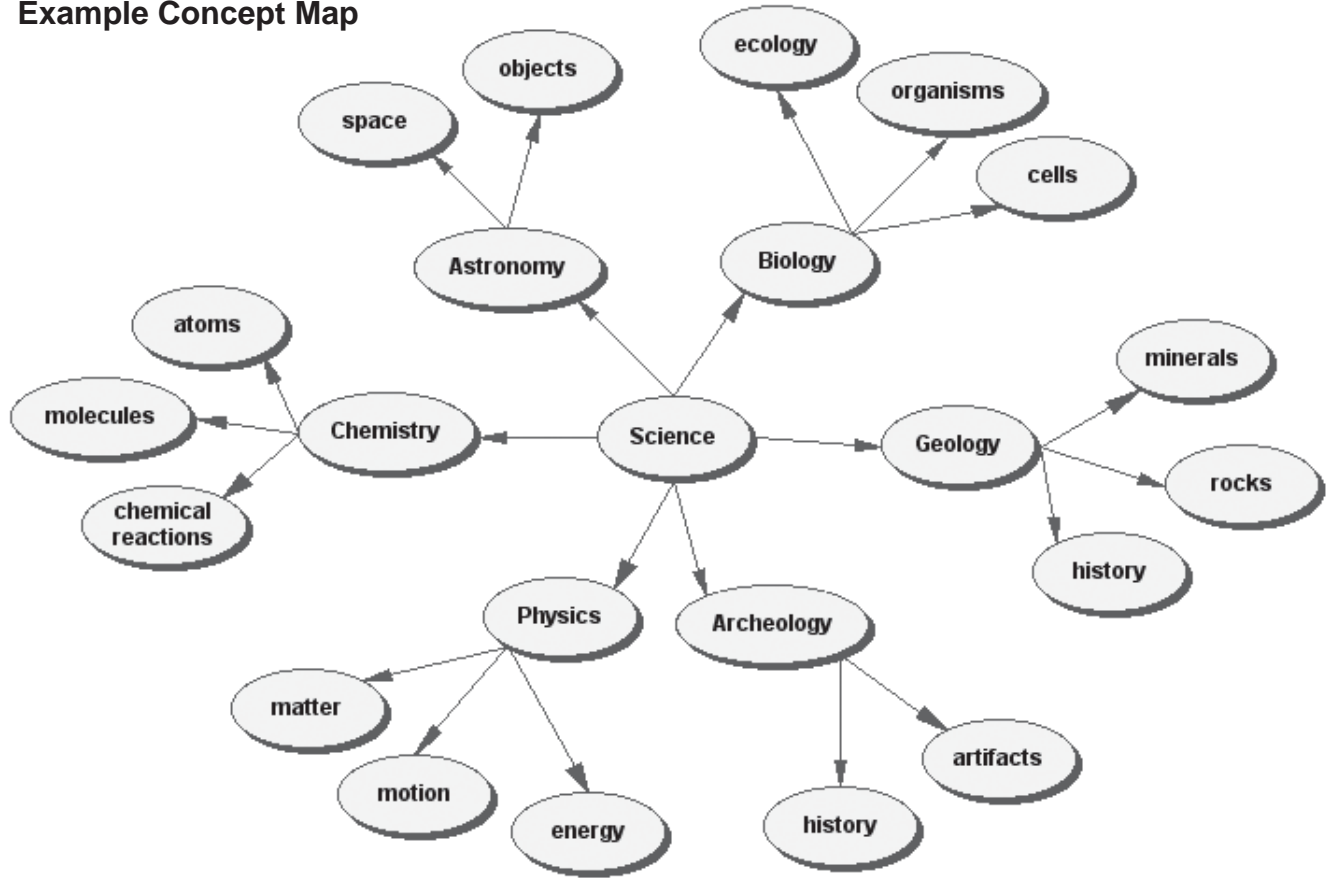 Example Concept Map
objects
space
ecology
organisms
cells
Astronomy
Biology
atoms
molecules
Chemistry
chemical
reactions
Science
Geology
minerals
rocks
history
Physics
Archeology
matter
motion
energy
history
artifacts